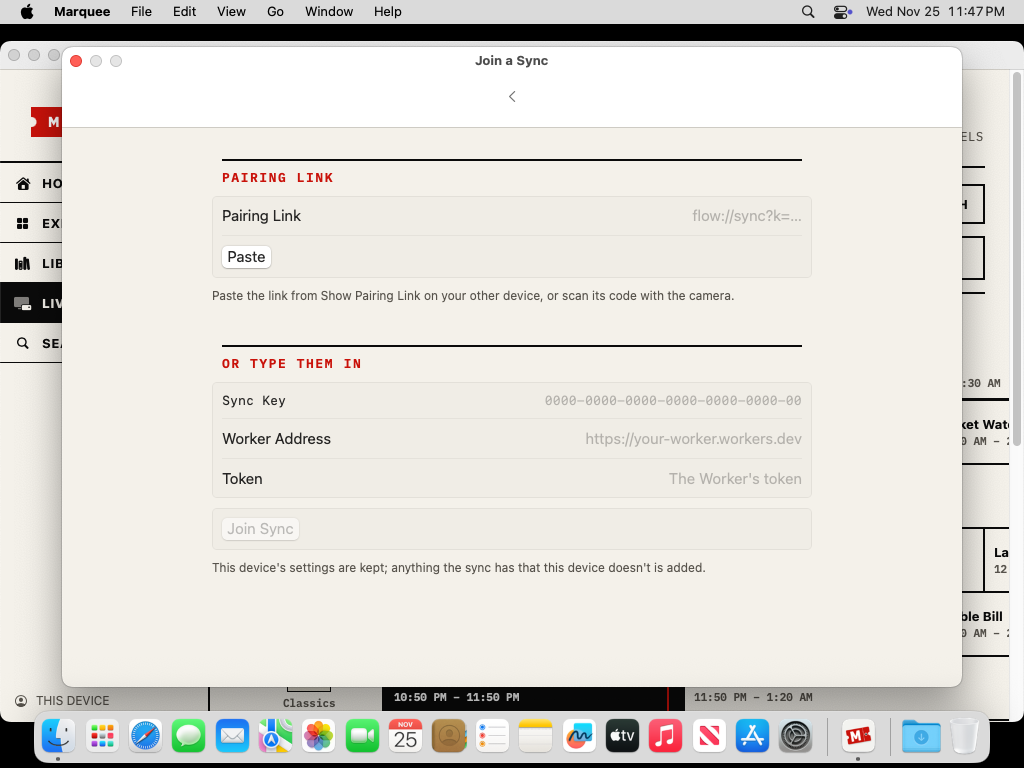 Marquee File Edit View Go Window Help Wed Nov 25 11:47 PM
Join a Sync
PAIRING LINK
Pairing Link flow://sync?k=...
Paste
Paste the link from Show Pairing Link on your other device, or scan its code with the camera.
OR TYPE THEM IN
Sync Key 0000-0000-0000-0000-0000-0000-00
Worker Address https://your-worker.workers.dev
Token The Worker's token
Join Sync
This device's settings are kept; anything the sync has that this device doesn't is added.
THIS DEVICE
Classics
10:50 PM – 11:50 PM
11:50 PM – 1:20 AM
:30 AM
NOV
25
tv